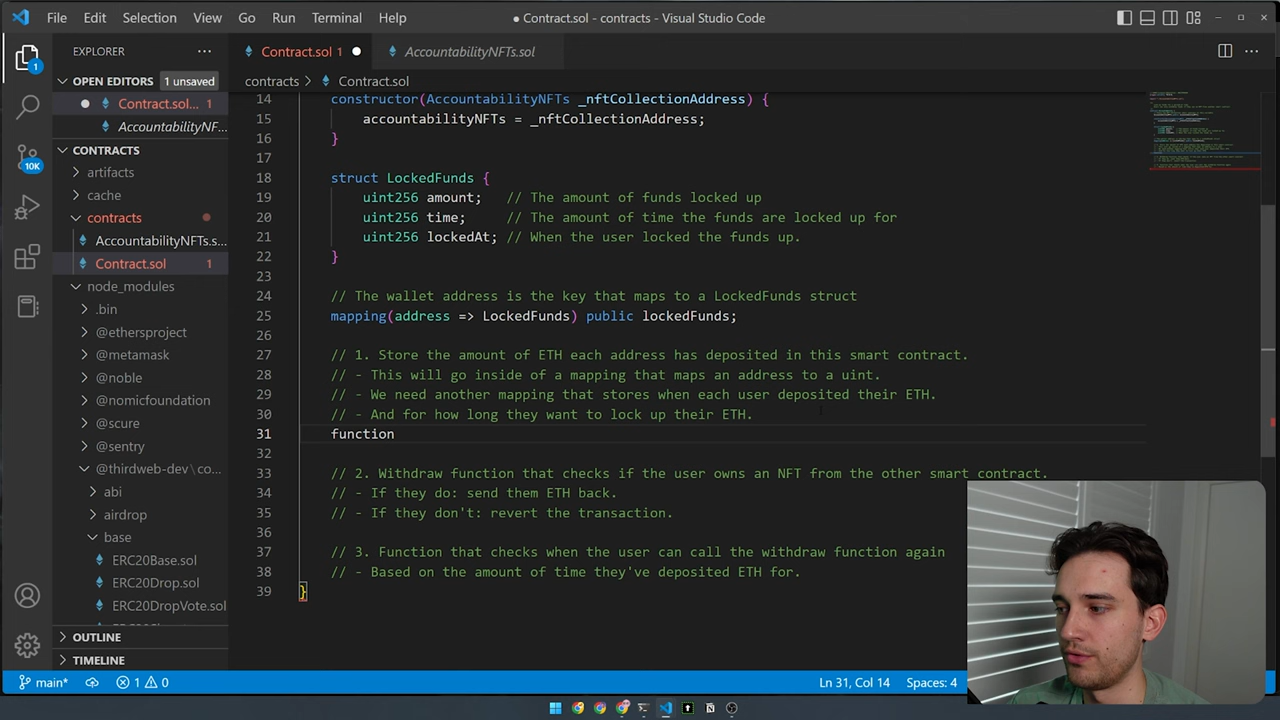 File Edit Selection View Go Run Terminal Help
● Contract.sol - contracts - Visual Studio Code
EXPLORER
Contract.sol 1
AccountabilityNFTs.sol
OPEN EDITORS 1 unsaved
contracts > Contract.sol
1
Contract.sol... 1
AccountabilityNF...
CONTRACTS
10K
artifacts
cache
contracts
AccountabilityNFTs.s...
Contract.sol 1
node_modules
.bin
@ethersproject
@metamask
@noble
@nomicfoundation
@scure
@sentry
@thirdweb-dev/co...
abi
airdrop
base
ERC20Base.sol
ERC20Drop.sol
ERC20DropVote.sol
OUTLINE
TIMELINE
14 constructor(AccountabilityNFTs _nftCollectionAddress) {
15 accountabilityNFTs = _nftCollectionAddress;
16 }
17
18 struct LockedFunds {
19 uint256 amount; // The amount of funds locked up
20 uint256 time; // The amount of time the funds are locked up for
21 uint256 lockedAt; // When the user locked the funds up.
22 }
23
24 // The wallet address is the key that maps to a LockedFunds struct
25 mapping(address => LockedFunds) public lockedFunds;
26
27 // 1. Store the amount of ETH each address has deposited in this smart contract.
28 // - This will go inside of a mapping that maps an address to a uint.
29 // - We need another mapping that stores when each user deposited their ETH.
30 // - And for how long they want to lock up their ETH.
31 function
32
33 // 2. Withdraw function that checks if the user owns an NFT from the other smart contract.
34 // - If they do: send them ETH back.
35 // - If they don't: revert the transaction.
36
37 // 3. Function that checks when the user can call the withdraw function again
38 // - Based on the amount of time they've deposited ETH for.
39 }
main* 1 0
Ln 31, Col 14 Spaces: 4